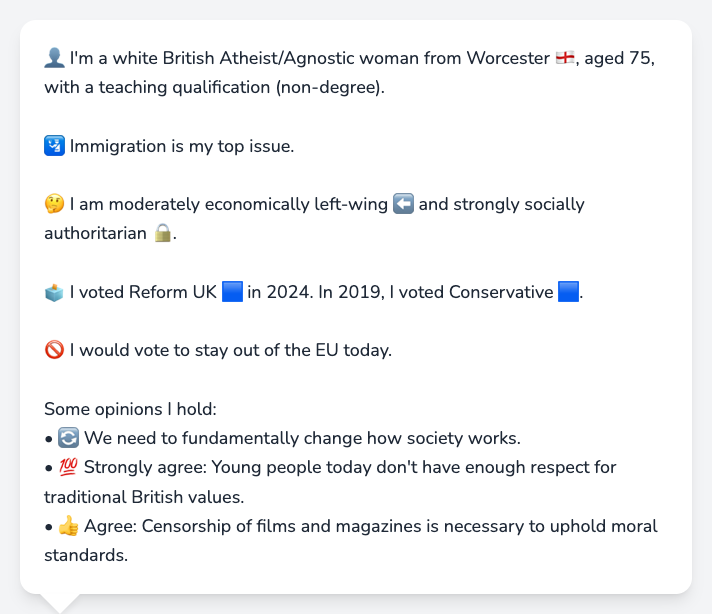 👤 I'm a white British Atheist/Agnostic woman from Worcester 🏴󠁧󠁢󠁥󠁮󠁧󠁿, aged 75,
with a teaching qualification (non-degree).
🛂 Immigration is my top issue.
🤔 I am moderately economically left-wing ⬅️ and strongly socially
authoritarian 🔒.
🗳️ I voted Reform UK 🟦 in 2024. In 2019, I voted Conservative 🟦.
🚫 I would vote to stay out of the EU today.
Some opinions I hold:
• 🔄 We need to fundamentally change how society works.
• 💯 Strongly agree: Young people today don't have enough respect for
traditional British values.
• 👍 Agree: Censorship of films and magazines is necessary to uphold moral
standards.